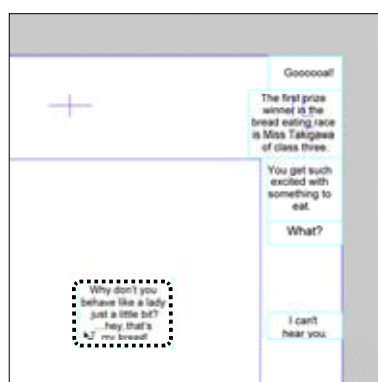 Goooooal!
The first prize
winner is the
bread eating race
is Miss Takigawa
of class three.
You get such
excited with
something to
eat.
What?
Why don't you
behave like a lady
just a little bit?
...hey, that's
my bread!
I can't
hear you.